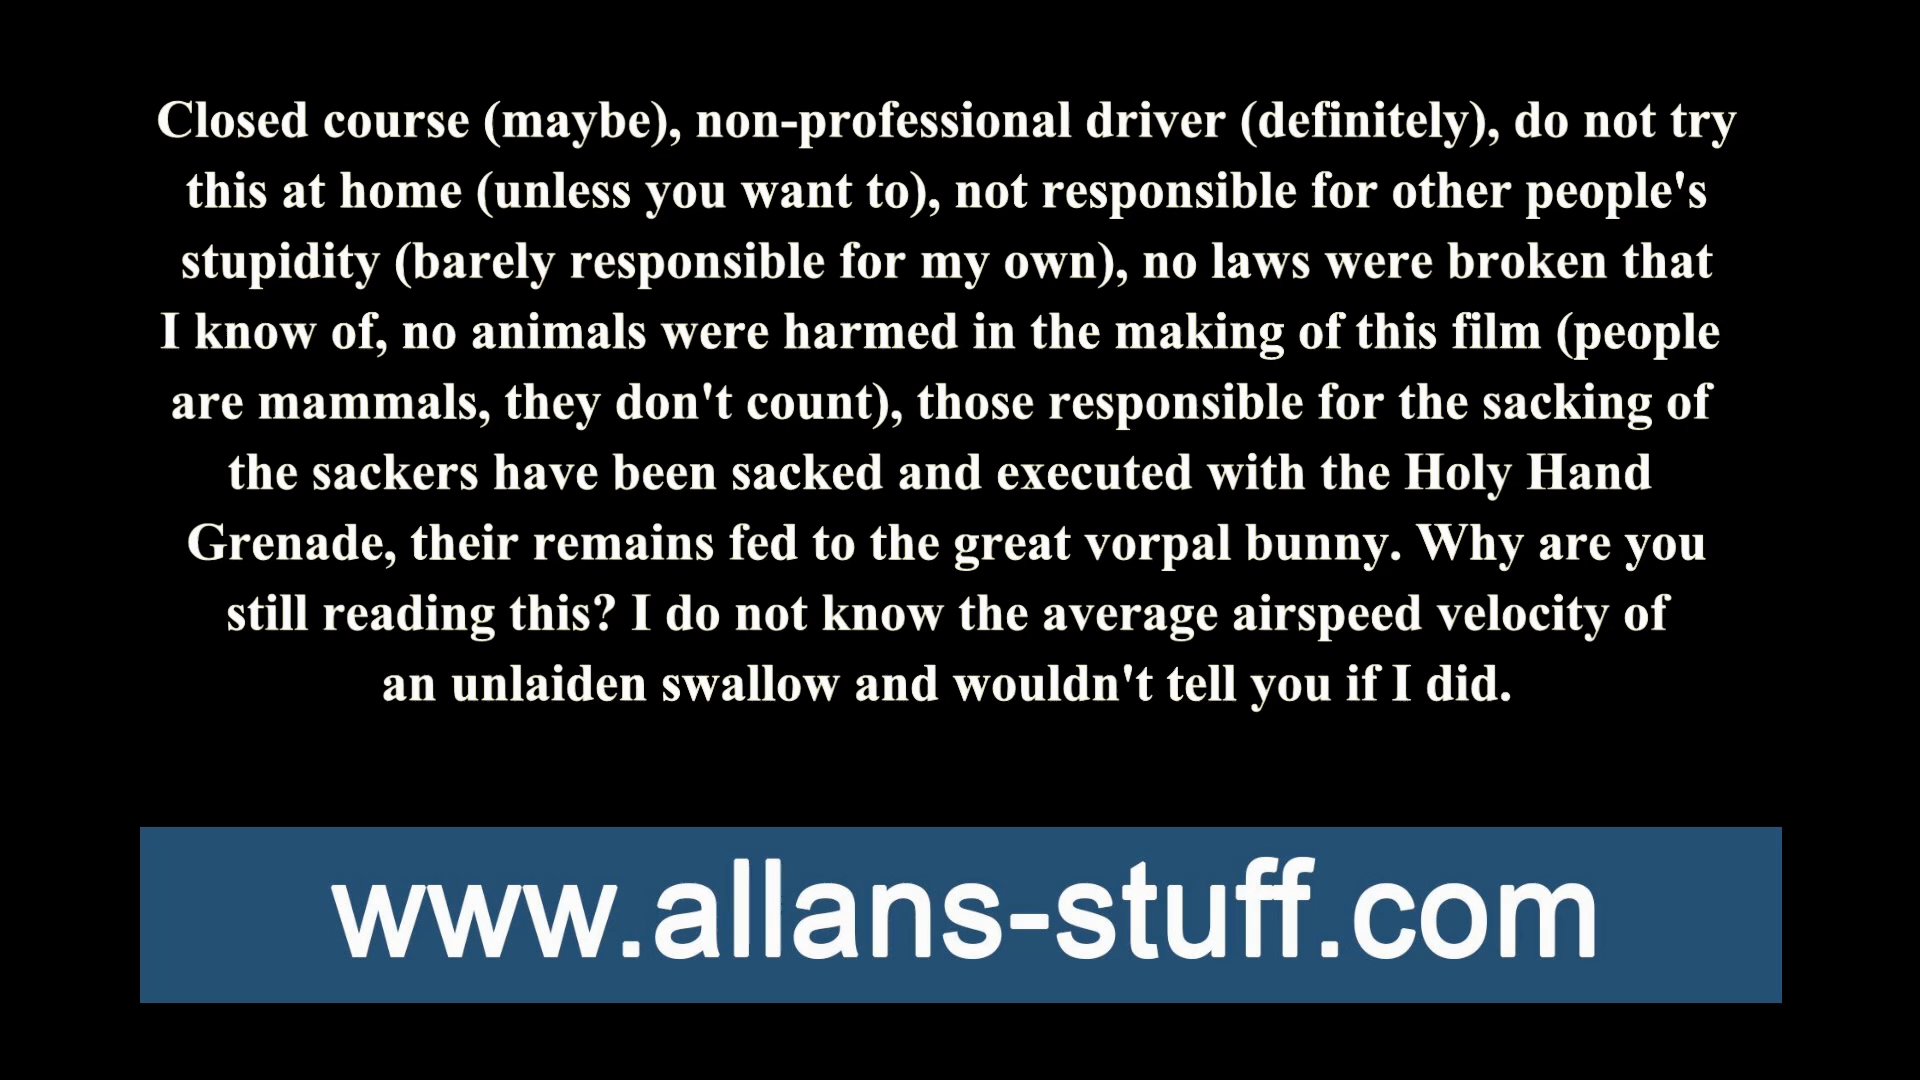 Closed course (maybe), non-professional driver (definitely), do not try
this at home (unless you want to), not responsible for other people's
stupidity (barely responsible for my own), no laws were broken that
I know of, no animals were harmed in the making of this film (people
are mammals, they don't count), those responsible for the sacking of
the sackers have been sacked and executed with the Holy Hand
Grenade, their remains fed to the great vorpal bunny. Why are you
still reading this? I do not know the average airspeed velocity of
an unlaiden swallow and wouldn't tell you if I did.
www.allans-stuff.com